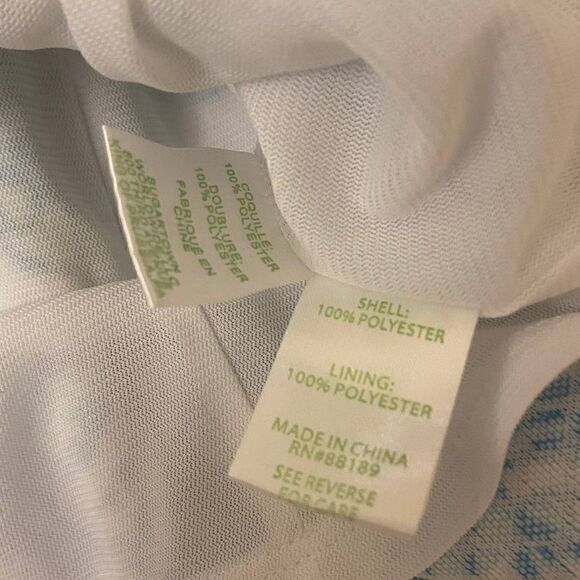 COQUILLE:
100% POLYESTER
DOUBLURE:
100% POLYESTER
FABRIQUÉ EN
CHINE
SHELL:
100% POLYESTER
LINING:
100% POLYESTER
MADE IN CHINA
RN#88189
SEE REVERSE
FOR CARE